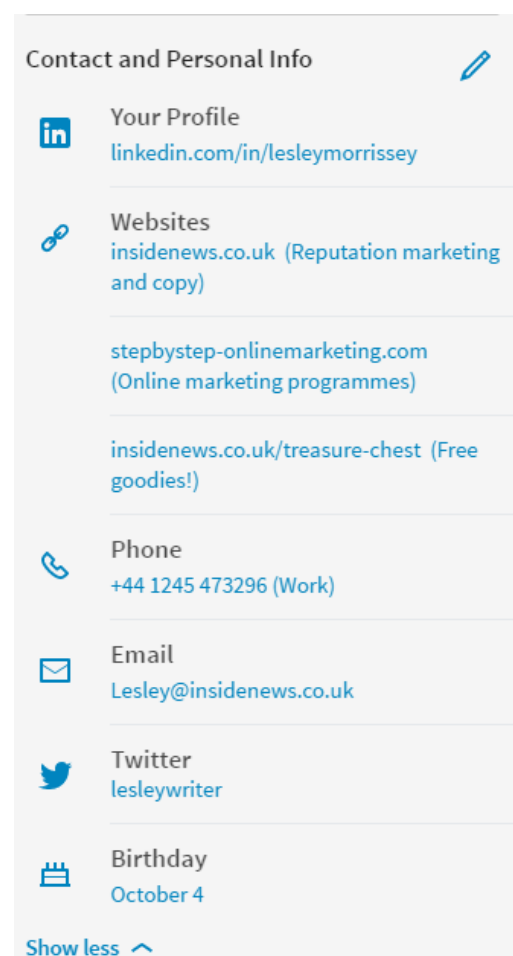 Contact and Personal Info
in
Your Profile
linkedin.com/in/lesleymorrissey
Websites
insidenews.co.uk (Reputation marketing
and copy)
stepbystep-onlinemarketing.com
(Online marketing programmes)
insidenews.co.uk/treasure-chest (Free
goodies!)
Phone
+44 1245 473296 (Work)
Email
Lesley@insidenews.co.uk
Twitter
lesleywriter
Birthday
October 4
Show less